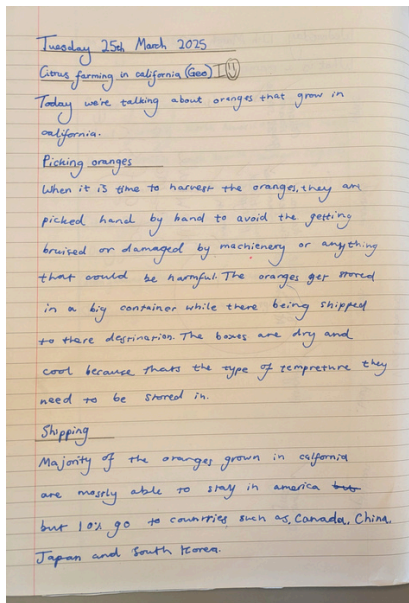 Tuesday 25th March 2025
Citrus farming in california (Geo) I
Today we're talking about oranges that grow in
california.
Picking oranges
When it is time to harvest the oranges, they are
picked hand by hand to avoid the getting
bruised or damaged by machienery or anything
that could be harmful. The oranges get stored
in a big container while there being shipped
to there destination. The boxes are dry and
cool because thats the type of tempreture they
need to be stored in.
Shipping
Majority of the oranges grown in calfornia
are mostly able to stay in america but
but 10% go to countries such as, Canada, China,
Japan and South Korea.